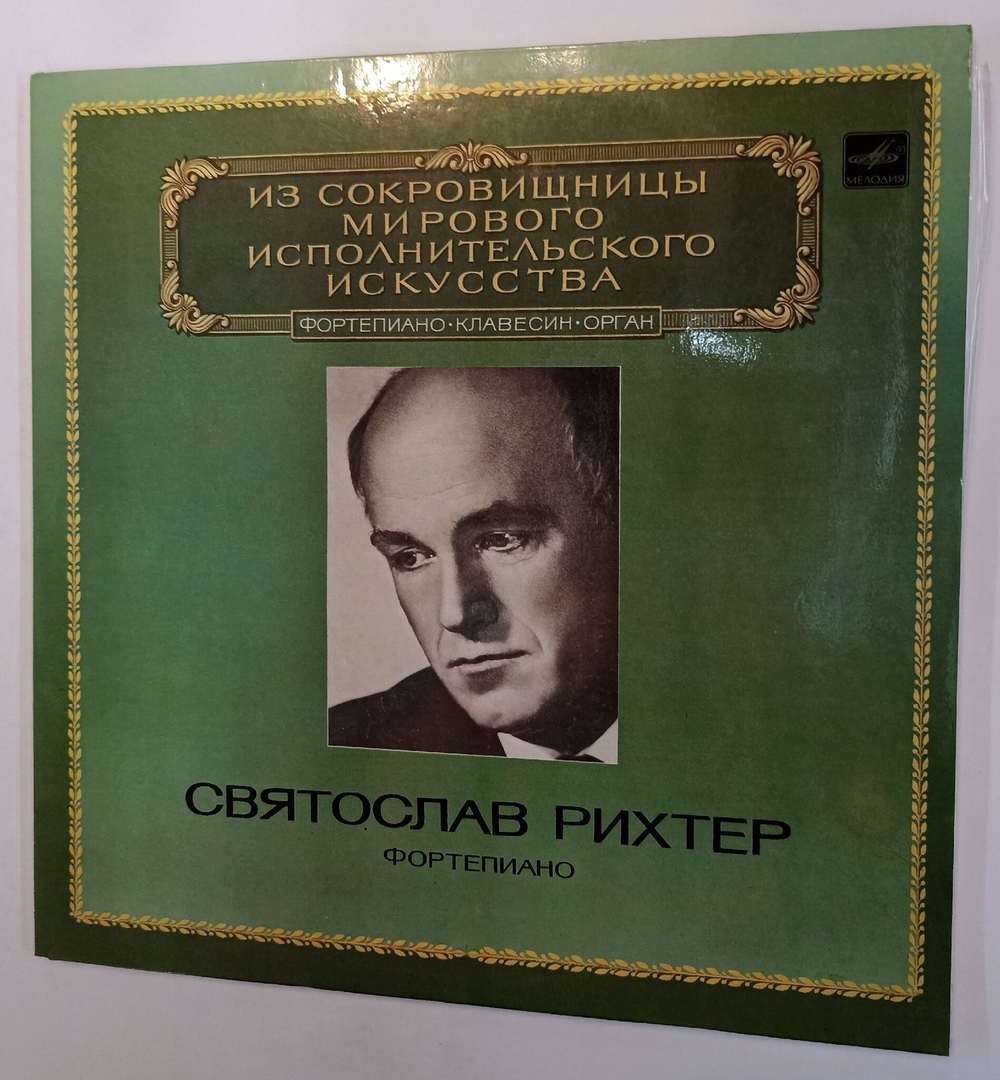 ИЗ СОКРОВИЩНИЦЫ
МИРОВОГО
ИСПОЛНИТЕЛЬСКОГО
ИСКУССТВА
ФОРТЕПИАНО·КЛАВЕСИН·ОРГАН
МЕЛОДИЯ
СВЯТОСЛАВ РИХТЕР
ФОРТЕПИАНО